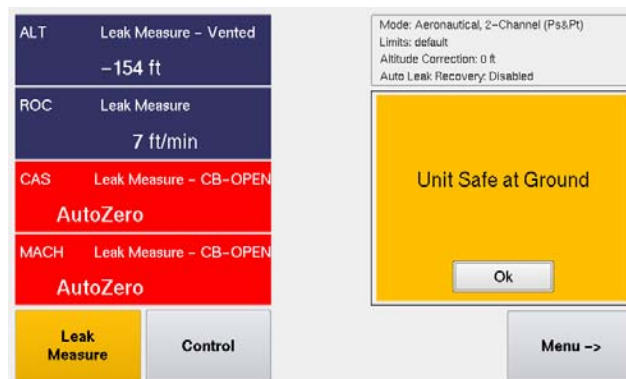 ALT Leak Measure - Vented
-154 ft
ROC Leak Measure
7 ft/min
CAS Leak Measure - CB-OPEN
AutoZero
MACH Leak Measure - CB-OPEN
AutoZero
Leak
Measure
Control
Mode: Aeronautical, 2-Channel (Ps&Pt)
Limits: default
Altitude Correction: 0 ft
Auto Leak Recovery: Disabled
Unit Safe at Ground
Ok
Menu ->